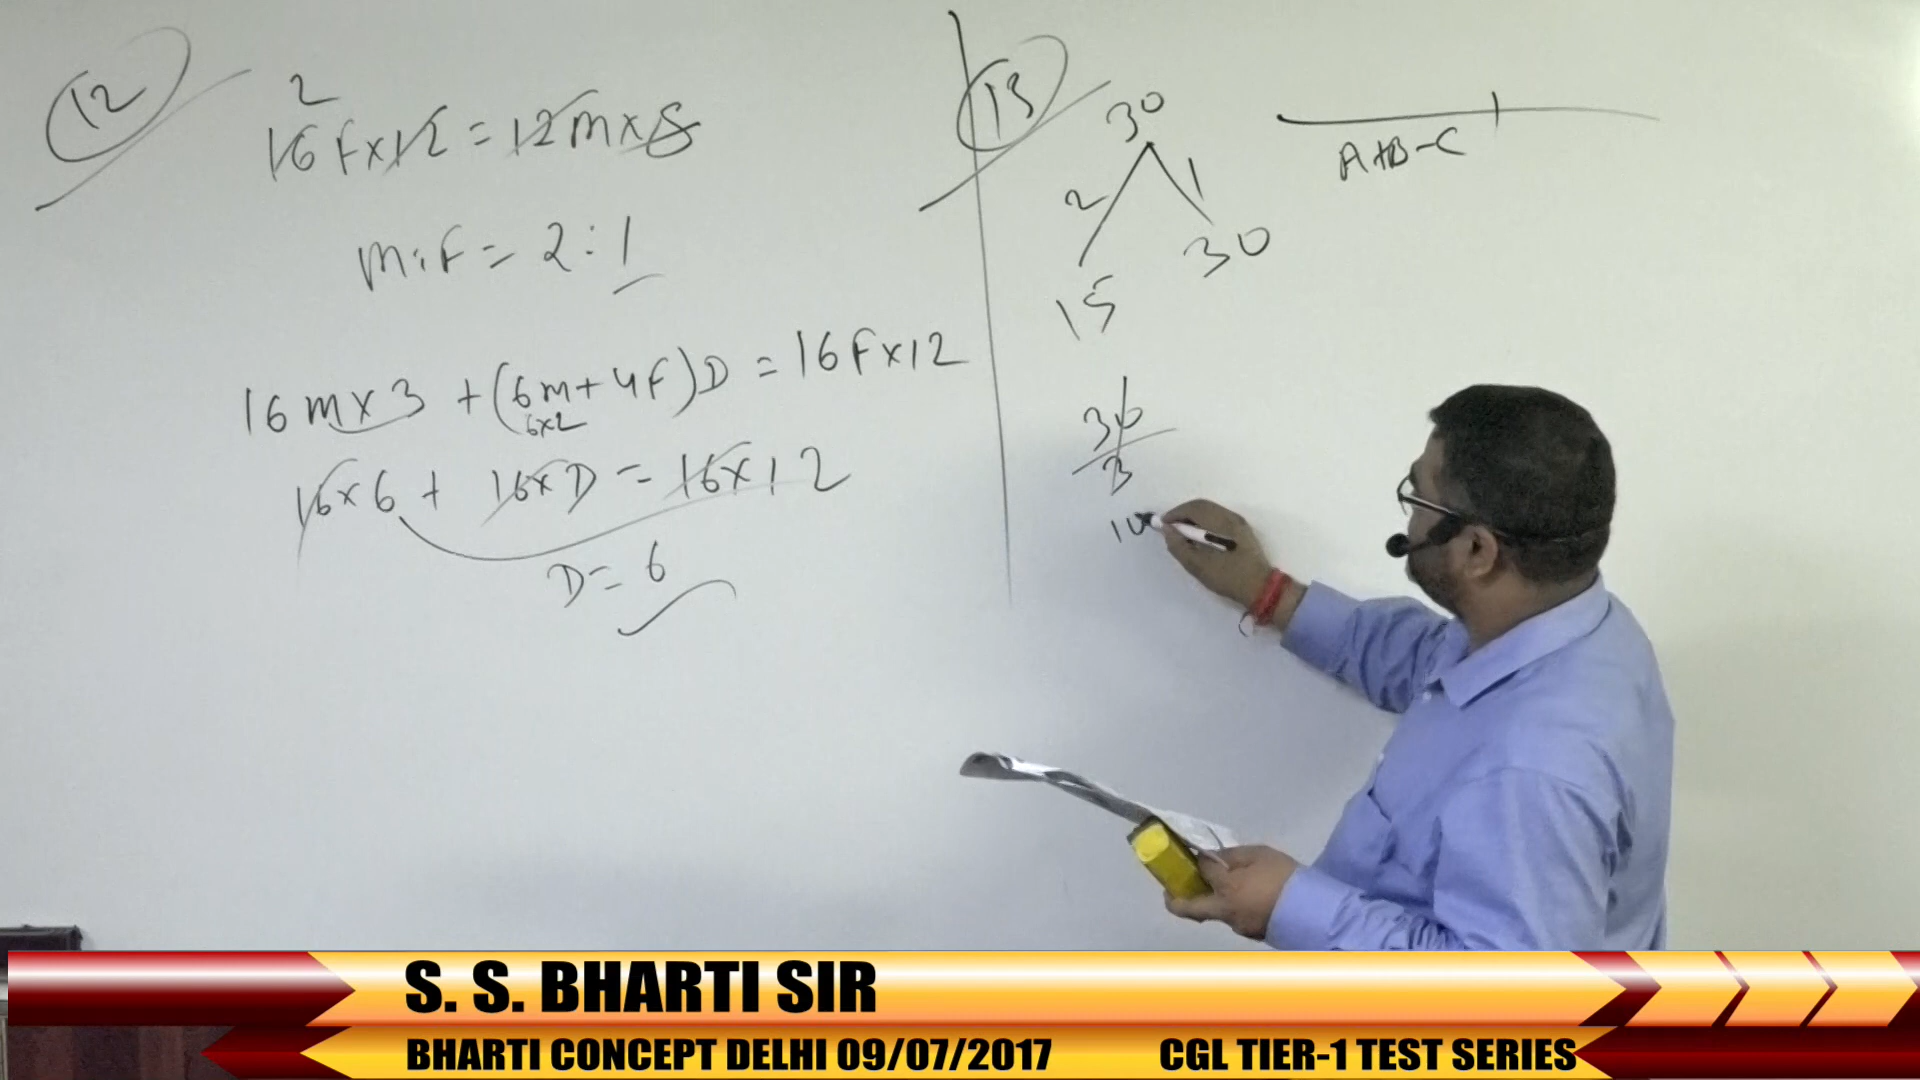 12
2
16F×12=12m×8
m:F=2:1
16m×3+(6m+4F)D=16F×12
6×2
16×6+16×D=16×12
D=6
13
30
2 1
15 30
A+B-C
30
3
10
S. S. BHARTI SIR
BHARTI CONCEPT DELHI 09/07/2017 CGL TIER-1 TEST SERIES